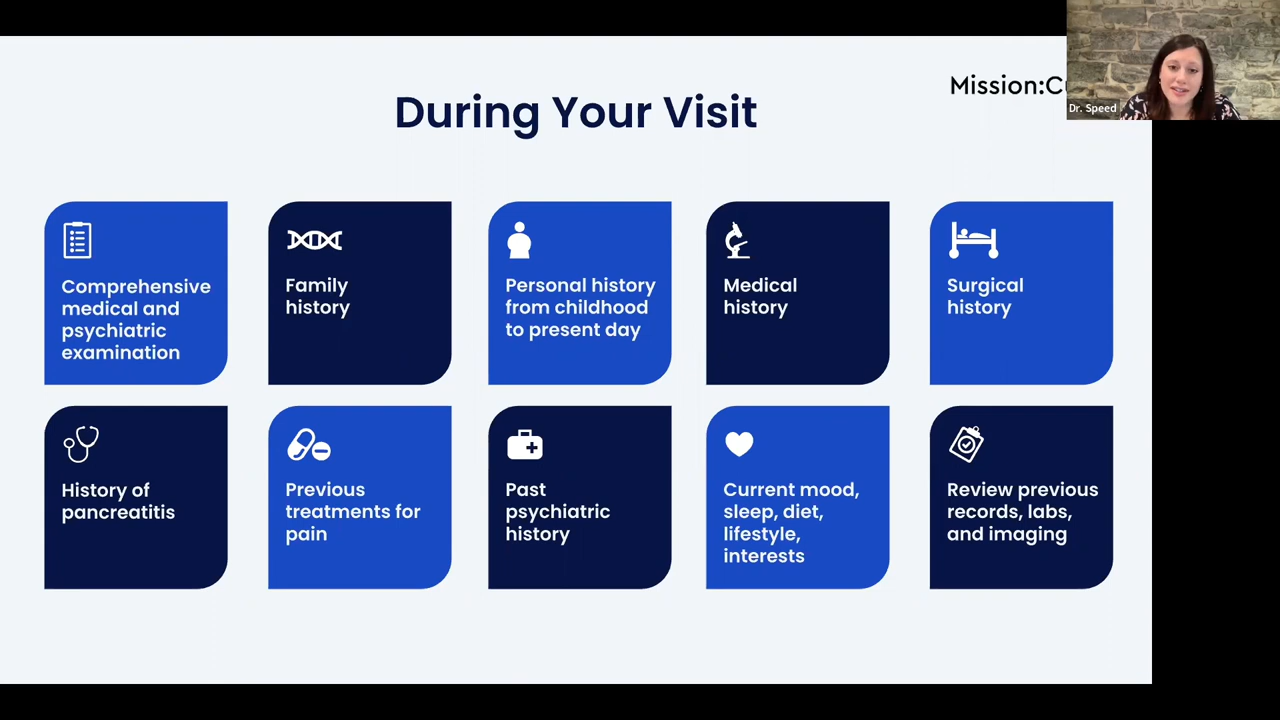 Mission:C
Dr. Speed
During Your Visit
Comprehensive
medical and
psychiatric
examination
Family
history
Personal history
from childhood
to present day
Medical
history
Surgical
history
History of
pancreatitis
Previous
treatments for
pain
Past
psychiatric
history
Current mood,
sleep, diet,
lifestyle,
interests
Review previous
records, labs,
and imaging